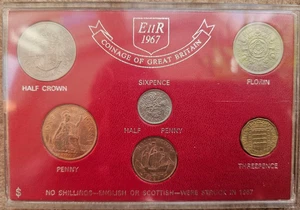 EIIR
1967
COINAGE OF GREAT BRITAIN
SIXPENCE
HALF CROWN
FLORIN
HALF PENNY
PENNY
THREEPENCE
$ NO SHILLINGS—ENGLISH OR SCOTTISH—WERE MINTED IN 1967